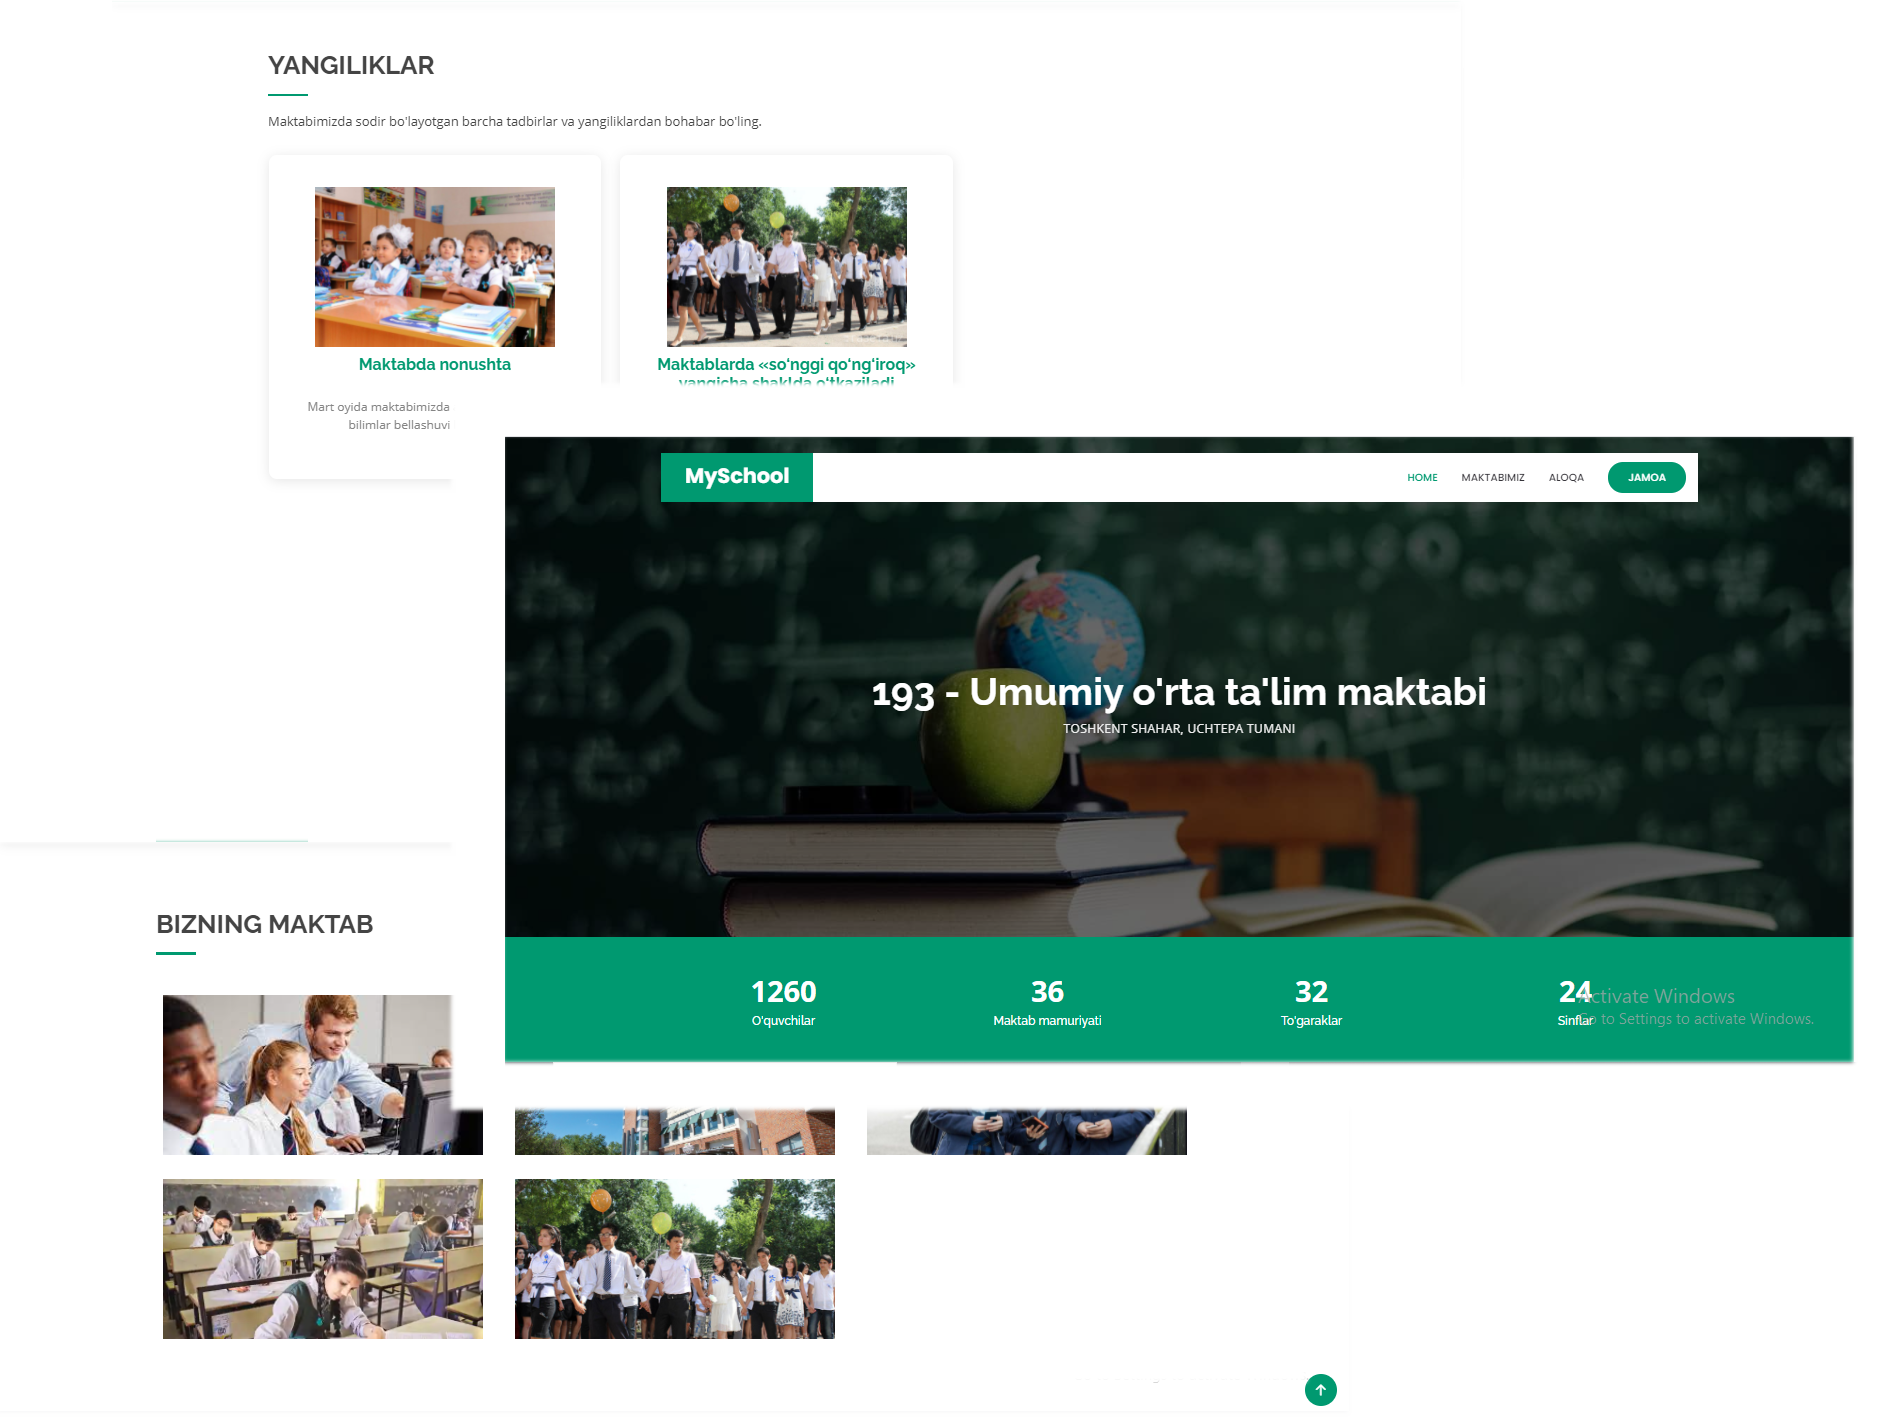 YANGILIKLAR
Maktabimizda sodir bo'layotgan barcha tadbirlar va yangiliklardan bohabar bo'ling.
Maktabda nonushta
Mart oyida maktabimizda
bilimlar bellashuvi
Maktablarda «so‘nggi qo‘ng‘iroq»
yangicha shaklda o‘tkaziladi
MySchool
HOME
MAKTABIMIZ
ALOQA
JAMOA
193 - Umumiy o'rta ta'lim maktabi
TOSHKENT SHAHAR, UCHTEPA TUMANI
1260
O'quvchilar
36
Maktab mamuriyati
32
To'garaklar
24
Sinflar
Activate Windows
Go to Settings to activate Windows.
BIZNING MAKTAB